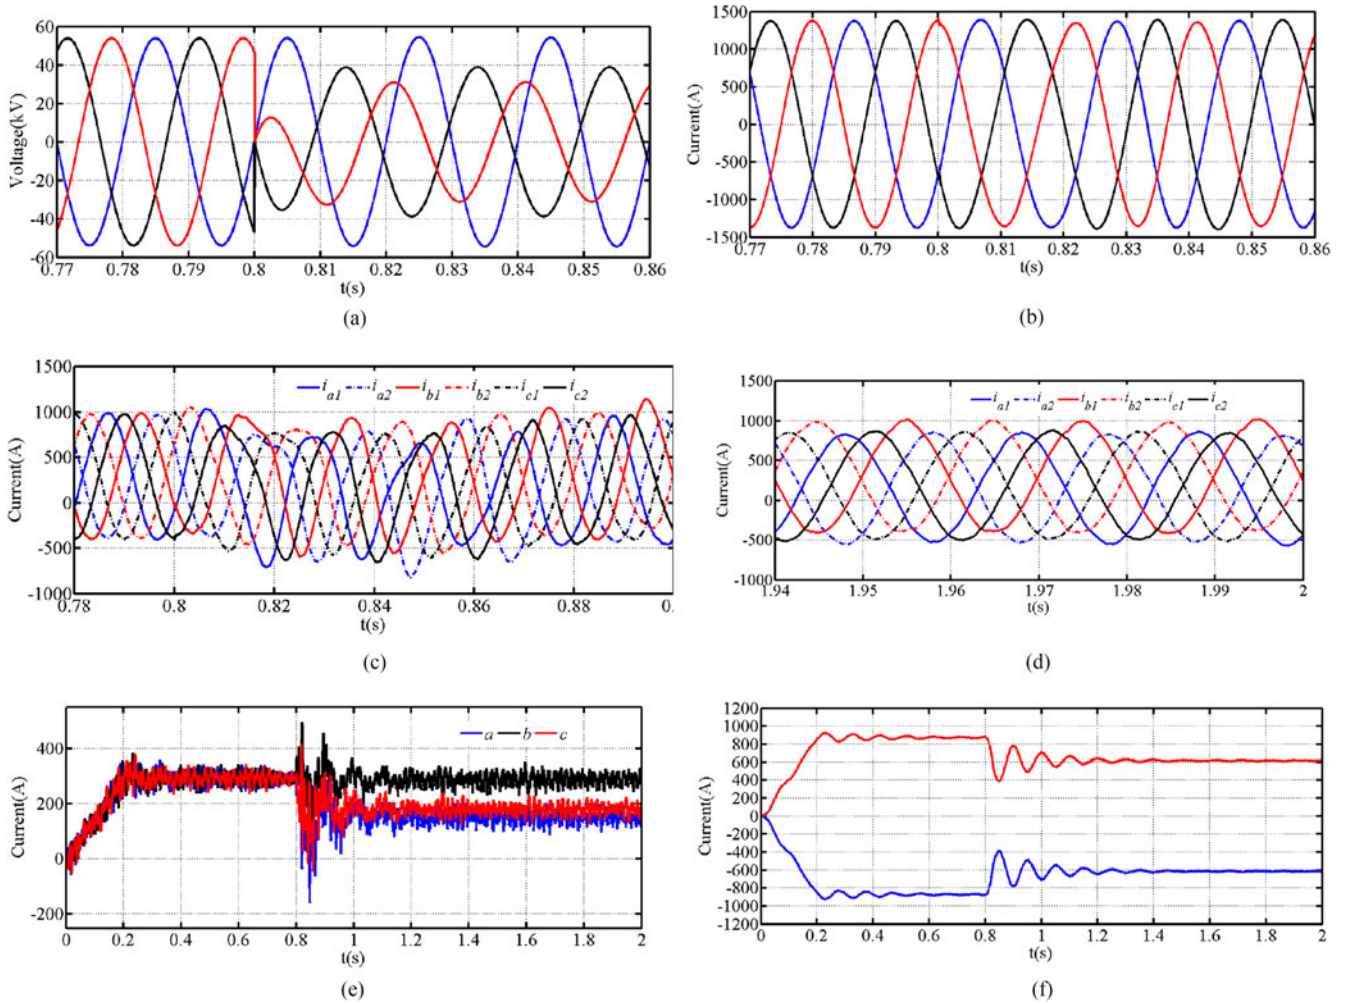 60
40
20
0
-20
-40
-60
Voltage(kV)
0.77 0.78 0.79 0.8 0.81 0.82 0.83 0.84 0.85 0.86
t(s)
(a)
1500
1000
500
0
-500
-1000
-1500
Current(A)
0.77 0.78 0.79 0.8 0.81 0.82 0.83 0.84 0.85 0.86
t(s)
(b)
1500
1000
500
0
-500
-1000
Current(A)
ia1 ia2 ib1 ib2 ic1 ic2
0.78 0.8 0.82 0.84 0.86 0.88 0.
t(s)
(c)
1500
1000
500
0
-500
-1000
Current(A)
ia1 ia2 ib1 ib2 ic1 ic2
1.94 1.95 1.96 1.97 1.98 1.99 2
t(s)
(d)
400
200
0
-200
Current(A)
a b c
0 0.2 0.4 0.6 0.8 1 1.2 1.4 1.6 1.8 2
t(s)
(e)
1200
1000
800
600
400
200
0
-200
-400
-600
-800
-1000
-1200
Current(A)
0 0.2 0.4 0.6 0.8 1 1.2 1.4 1.6 1.8 2
t(s)
(f)